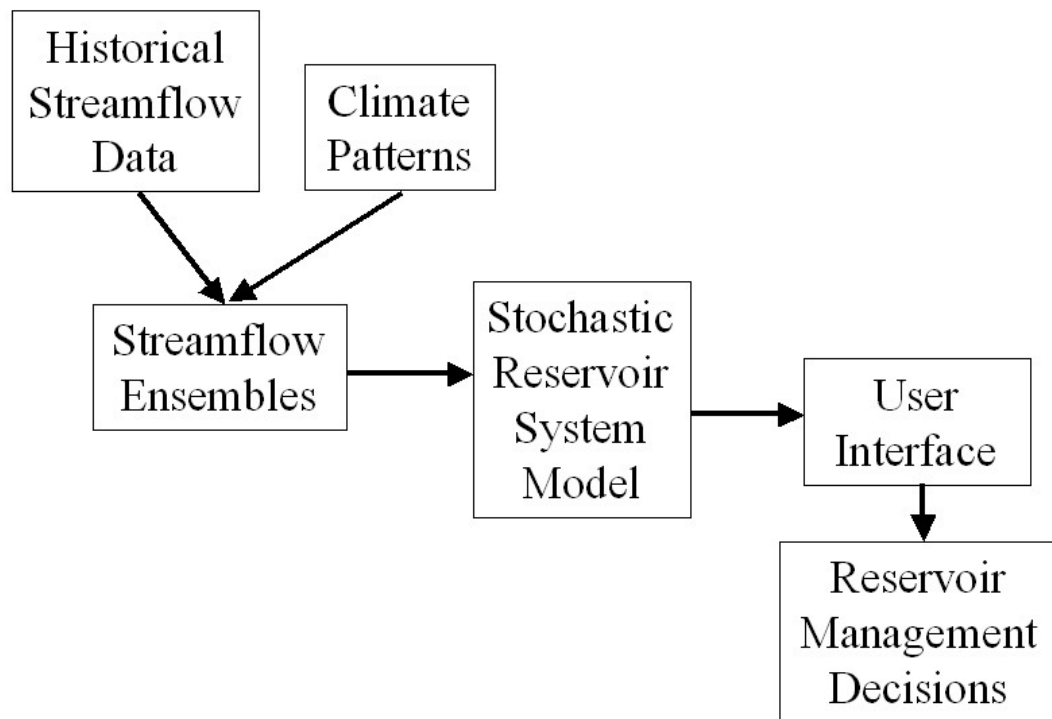 Historical
Streamflow
Data
Climate
Patterns
Streamflow
Ensembles
Stochastic
Reservoir
System
Model
User
Interface
Reservoir
Management
Decisions